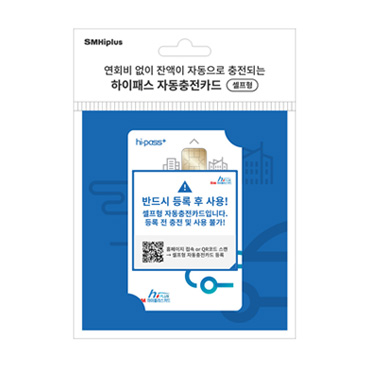 SMHiplus
연회비 없이 잔액이 자동으로 충전되는
하이패스 자동충전카드 셀프형
hi-pass+
반드시 등록 후 사용!
셀프형 자동충전카드입니다.
등록 전 충전 및 사용 불가!
홈페이지 접속 or QR코드 스캔
→ 셀프형 자동충전카드 등록